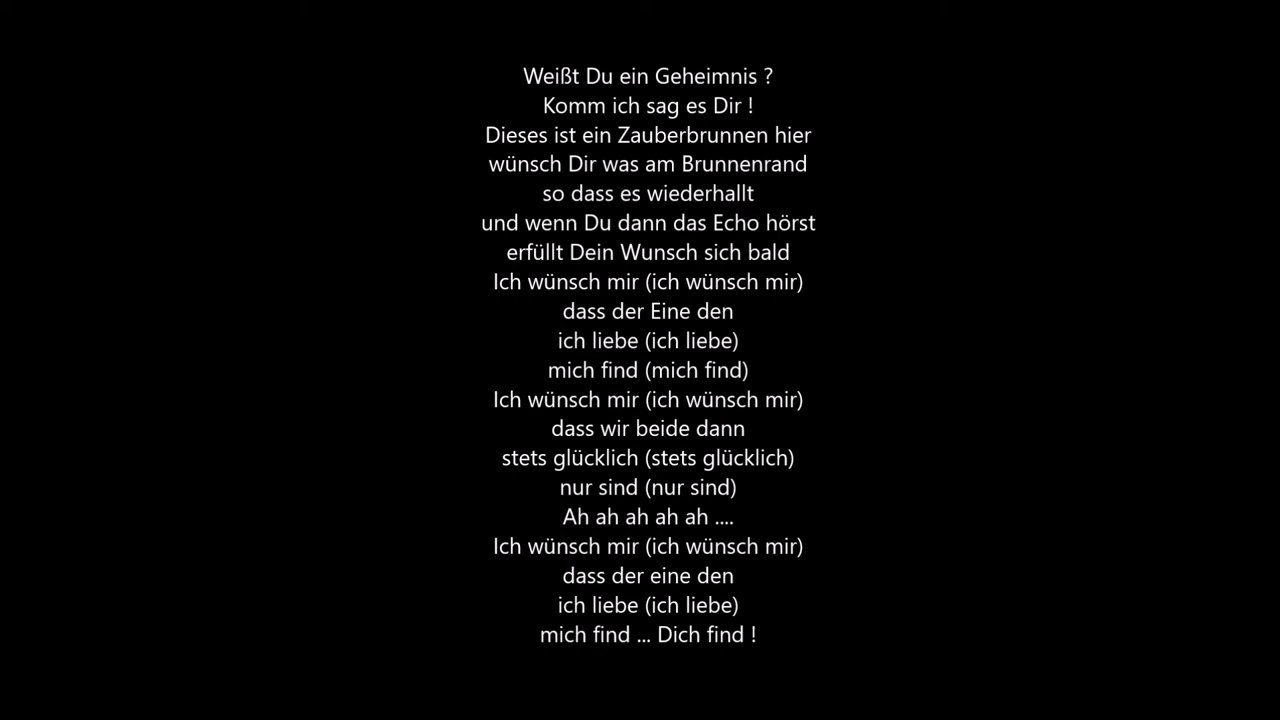 Weißt Du ein Geheimnis ?
Komm ich sag es Dir !
Dieses ist ein Zauberbrunnen hier
wünsch Dir was am Brunnenrand
so dass es wiederhallt
und wenn Du dann das Echo hörst
erfüllt Dein Wunsch sich bald
Ich wünsch mir (ich wünsch mir)
dass der Eine den
ich liebe (ich liebe)
mich find (mich find)
Ich wünsch mir (ich wünsch mir)
dass wir beide dann
stets glücklich (stets glücklich)
nur sind (nur sind)
Ah ah ah ah ah ....
Ich wünsch mir (ich wünsch mir)
dass der eine den
ich liebe (ich liebe)
mich find ... Dich find !